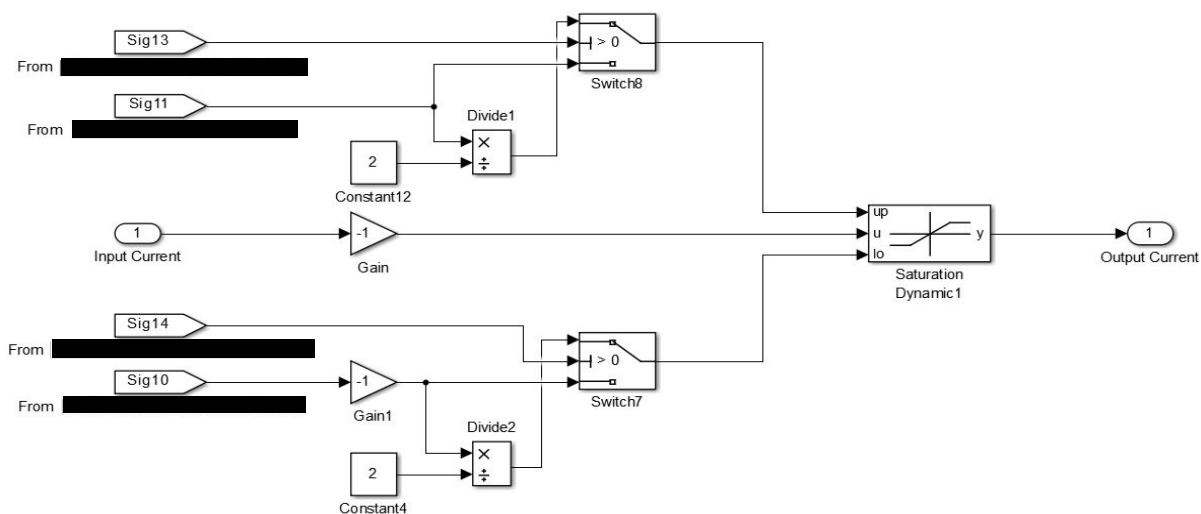 Sig13
From
> 0
Switch8
Sig11
From
Divide1
×
÷
2
Constant12
1
Input Current
-1
Gain
up
u
lo
y
Saturation
Dynamic1
1
Output Current
Sig14
From
> 0
Switch7
Sig10
From
-1
Gain1
Divide2
×
÷
2
Constant4